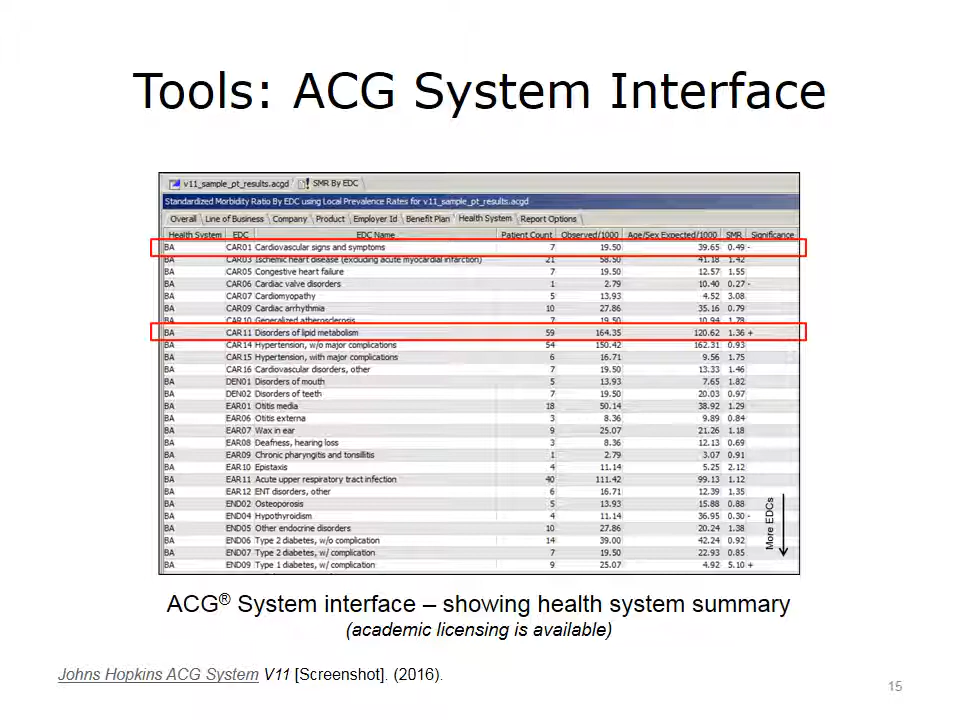 Tools: ACG System Interface
v11_sample_pt_results.acgd SMR By EDC
Standardized Morbidity Ratio By EDC using Local Prevalence Rates for v11_sample_pt_results.acgd
Overall Line of Business Company Product Employer Id Benefit Plan Health System Report Options
Health System EDC EDC Name Patient Count Observed/1000 Age/Sex Expected/1000 SMR Significance
BA CAR01 Cardiovascular signs and symptoms 7 19.50 39.65 0.49 -
BA CAR03 Ischemic heart disease (excluding acute myocardial infarction) 21 58.50 41.18 1.42
BA CAR05 Congestive heart failure 7 19.50 12.57 1.55
BA CAR06 Cardiac valve disorders 1 2.79 10.40 0.27 -
BA CAR07 Cardiomyopathy 5 13.93 4.52 3.08
BA CAR09 Cardiac arrhythmia 10 27.86 35.16 0.79
BA CAR10 Generalized atherosclerosis 7 19.50 10.94 1.78
BA CAR11 Disorders of lipid metabolism 59 164.35 120.62 1.36 +
BA CAR14 Hypertension, w/o major complications 54 150.42 162.31 0.93
BA CAR15 Hypertension, with major complications 6 16.71 9.56 1.75
BA CAR16 Cardiovascular disorders, other 7 19.50 13.33 1.46
BA DEN01 Disorders of mouth 5 13.93 7.65 1.82
BA DEN02 Disorders of teeth 7 19.50 20.03 0.97
BA EAR01 Otitis media 18 50.14 38.92 1.29
BA EAR06 Otitis externa 3 8.36 9.89 0.84
BA EAR07 Wax in ear 9 25.07 21.26 1.18
BA EAR08 Deafness, hearing loss 3 8.36 12.13 0.69
BA EAR09 Chronic pharyngitis and tonsillitis 1 2.79 3.07 0.91
BA EAR10 Epistaxis 4 11.14 5.25 2.12
BA EAR11 Acute upper respiratory tract infection 40 111.42 99.13 1.12
BA EAR12 ENT disorders, other 6 16.71 12.39 1.35
BA END02 Osteoporosis 5 13.93 15.88 0.88
BA END04 Hypothyroidism 4 11.14 36.95 0.30 -
BA END05 Other endocrine disorders 10 27.86 20.24 1.38
BA END06 Type 2 diabetes, w/o complication 14 39.00 42.24 0.92
BA END07 Type 2 diabetes, w/ complication 7 19.50 22.93 0.85
BA END09 Type 1 diabetes, w/ complication 9 25.07 4.92 5.10 +
More EDCs
ACG® System interface – showing health system summary
(academic licensing is available)
Johns Hopkins ACG System V11 [Screenshot]. (2016).
15